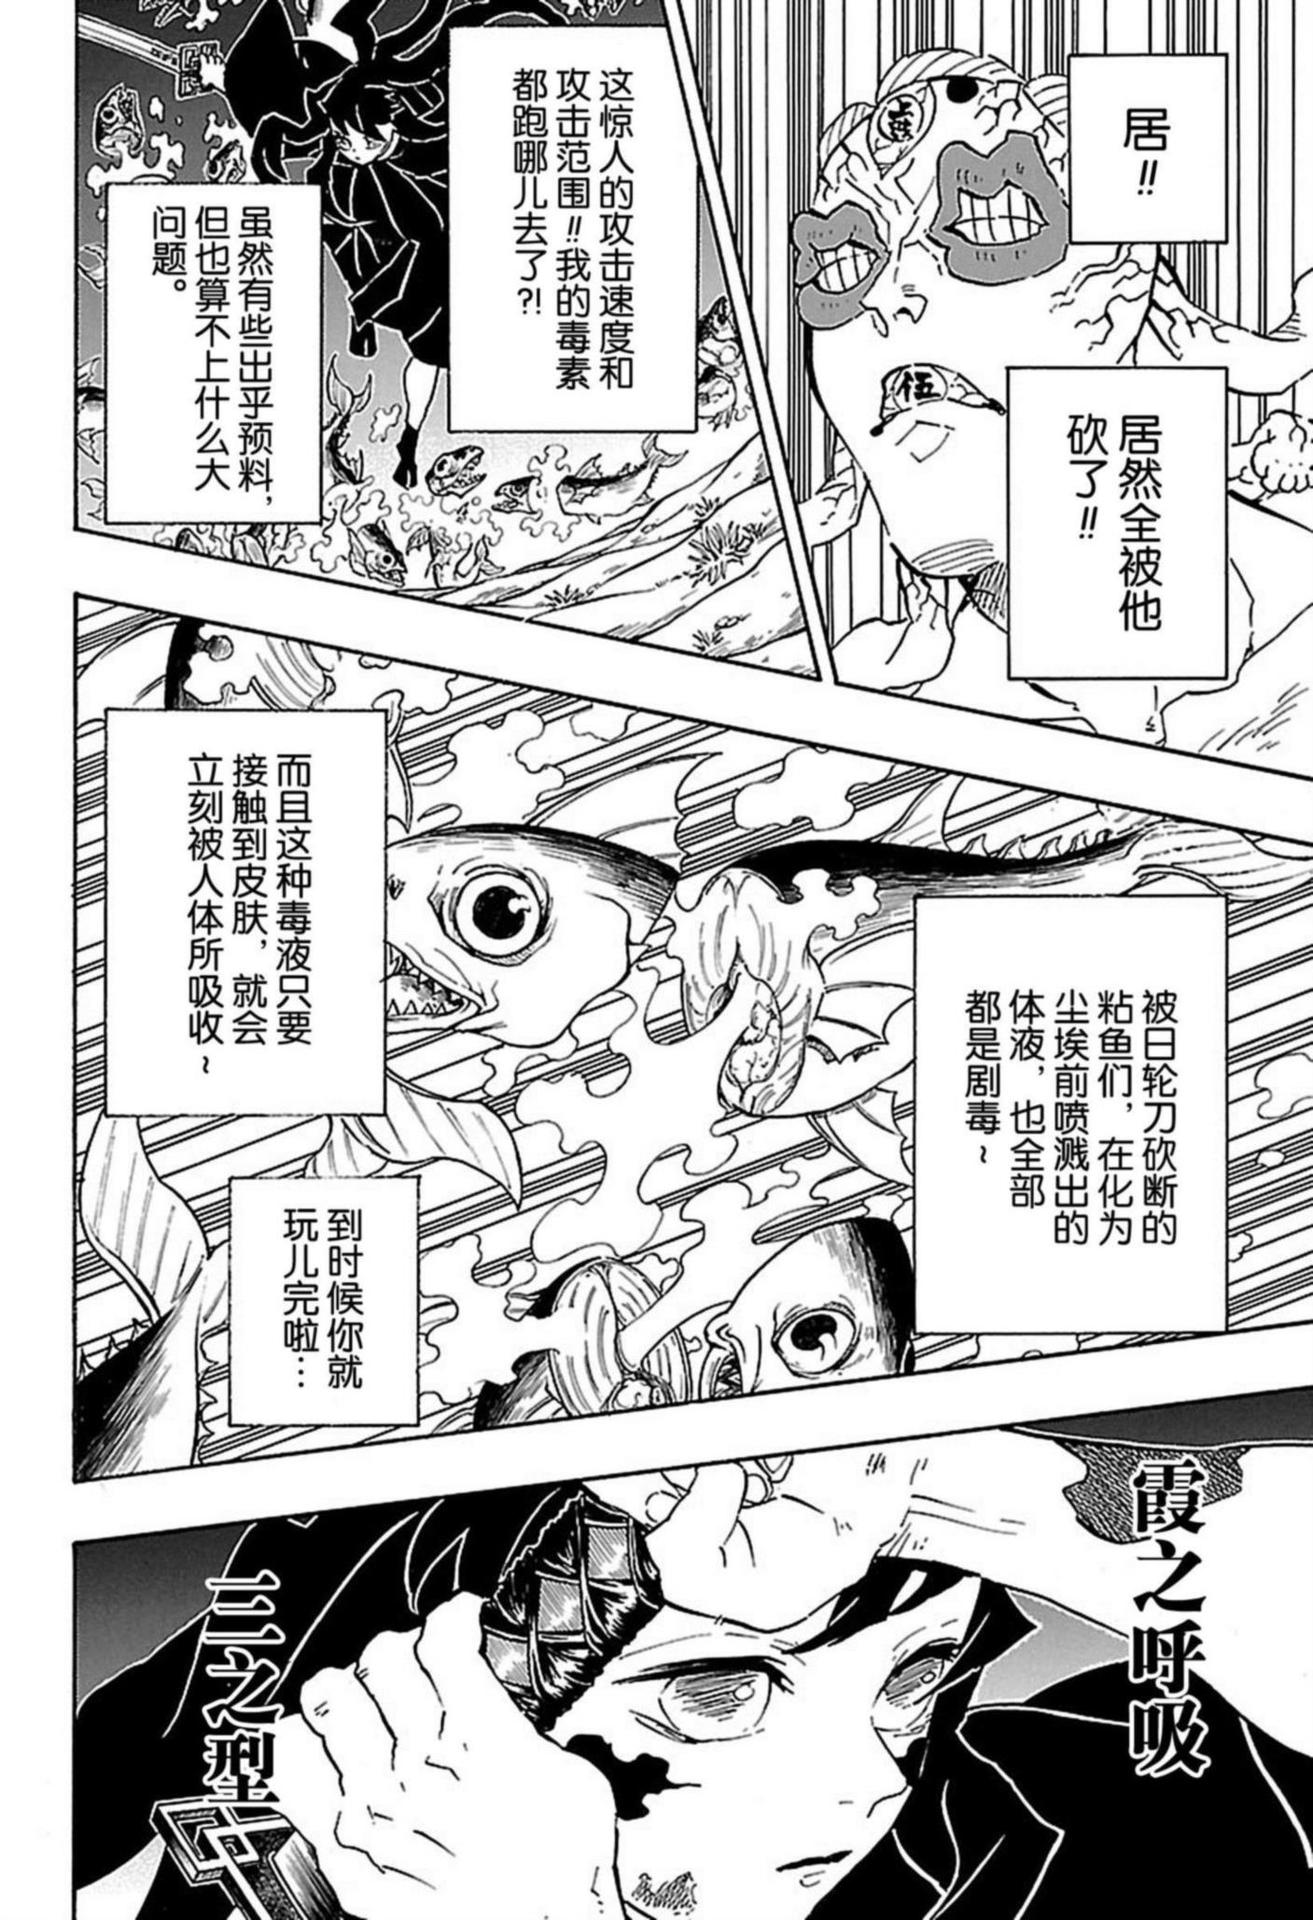 居!!
居然全被他
砍了!!
上弦
伍
这惊人的攻击速度和
攻击范围!!我的毒素
都跑哪儿去了?!
虽然有些出乎预料，
但也算不上什么大
问题。
被日轮刀砍断的
粘鱼们，在化为
尘埃前喷溅出的
体液，也全部
都是剧毒~
而且这种毒液只要
接触到皮肤，就会
立刻被人体所吸收~
到时候你就
玩儿完啦…
霞之呼吸
三之型